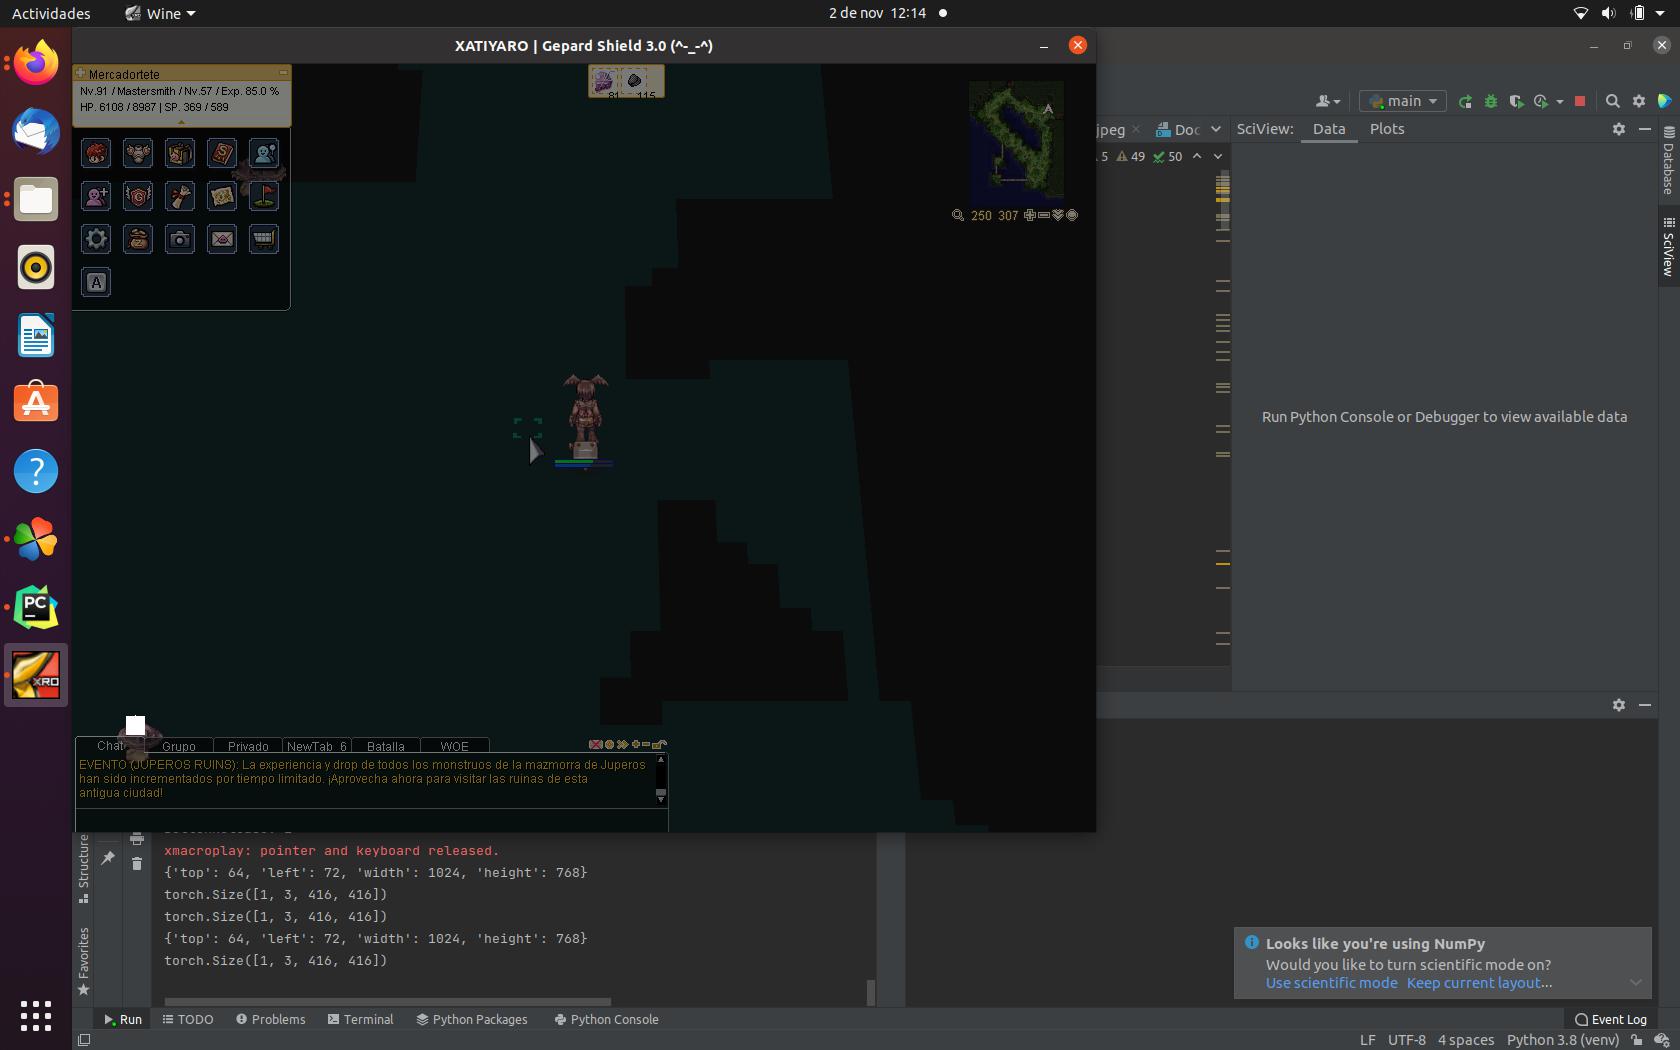 Actividades
Wine
2 de nov 12:14
XATIYARO | Gepard Shield 3.0 (^-_-^)
Mercadortete
Nv.91 / Mastersmith / Nv.57 / Exp. 85.0 %
HP. 6108 / 8987 | SP. 369 / 589
81 115
250 307
A
main
jpeg
Doc
SciView:
Data
Plots
5 49 50
Database
SciView
Run Python Console or Debugger to view available data
PC
XRO
Chat
Grupo
Privado
NewTab_6
Batalla
WOE
EVENTO (JUPEROS RUINS): La experiencia y drop de todos los monstruos de la mazmorra de Juperos
han sido incrementados por tiempo limitado. ¡Aprovecha ahora para visitar las ruinas de esta
antigua ciudad!
xmacroplay: pointer and keyboard released.
{'top': 64, 'left': 72, 'width': 1024, 'height': 768}
torch.Size([1, 3, 416, 416])
torch.Size([1, 3, 416, 416])
{'top': 64, 'left': 72, 'width': 1024, 'height': 768}
torch.Size([1, 3, 416, 416])
Structure
Favorites
Looks like you're using NumPy
Would you like to turn scientific mode on?
Use scientific mode Keep current layout...
Run
TODO
Problems
Terminal
Python Packages
Python Console
Event Log
LF UTF-8 4 spaces Python 3.8 (venv)